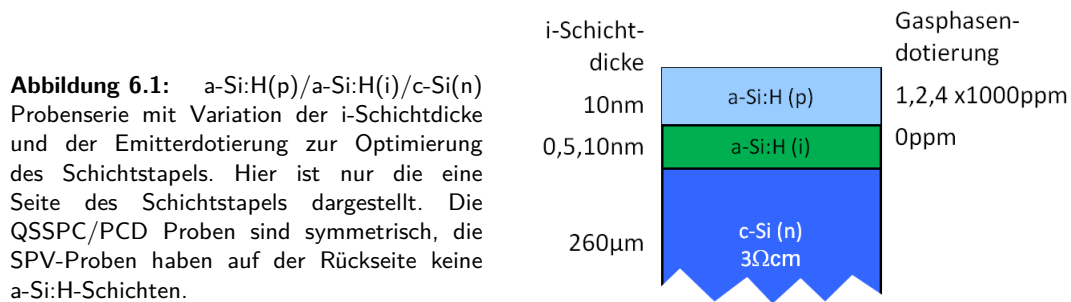 Abbildung 6.1: a-Si:H(p)/a-Si:H(i)/c-Si(n)
Probenserie mit Variation der i-Schichtdicke
und der Emitterdotierung zur Optimierung
des Schichtstapels. Hier ist nur die eine
Seite des Schichtstapels dargestellt. Die
QSSPC/PCD Proben sind symmetrisch, die
SPV-Proben haben auf der Rückseite keine
a-Si:H-Schichten.
i-Schicht-
dicke
Gasphasen-
dotierung
10nm
a-Si:H (p)
1,2,4 x1000ppm
0,5,10nm
a-Si:H (i)
0ppm
260µm
c-Si (n)
3Ωcm